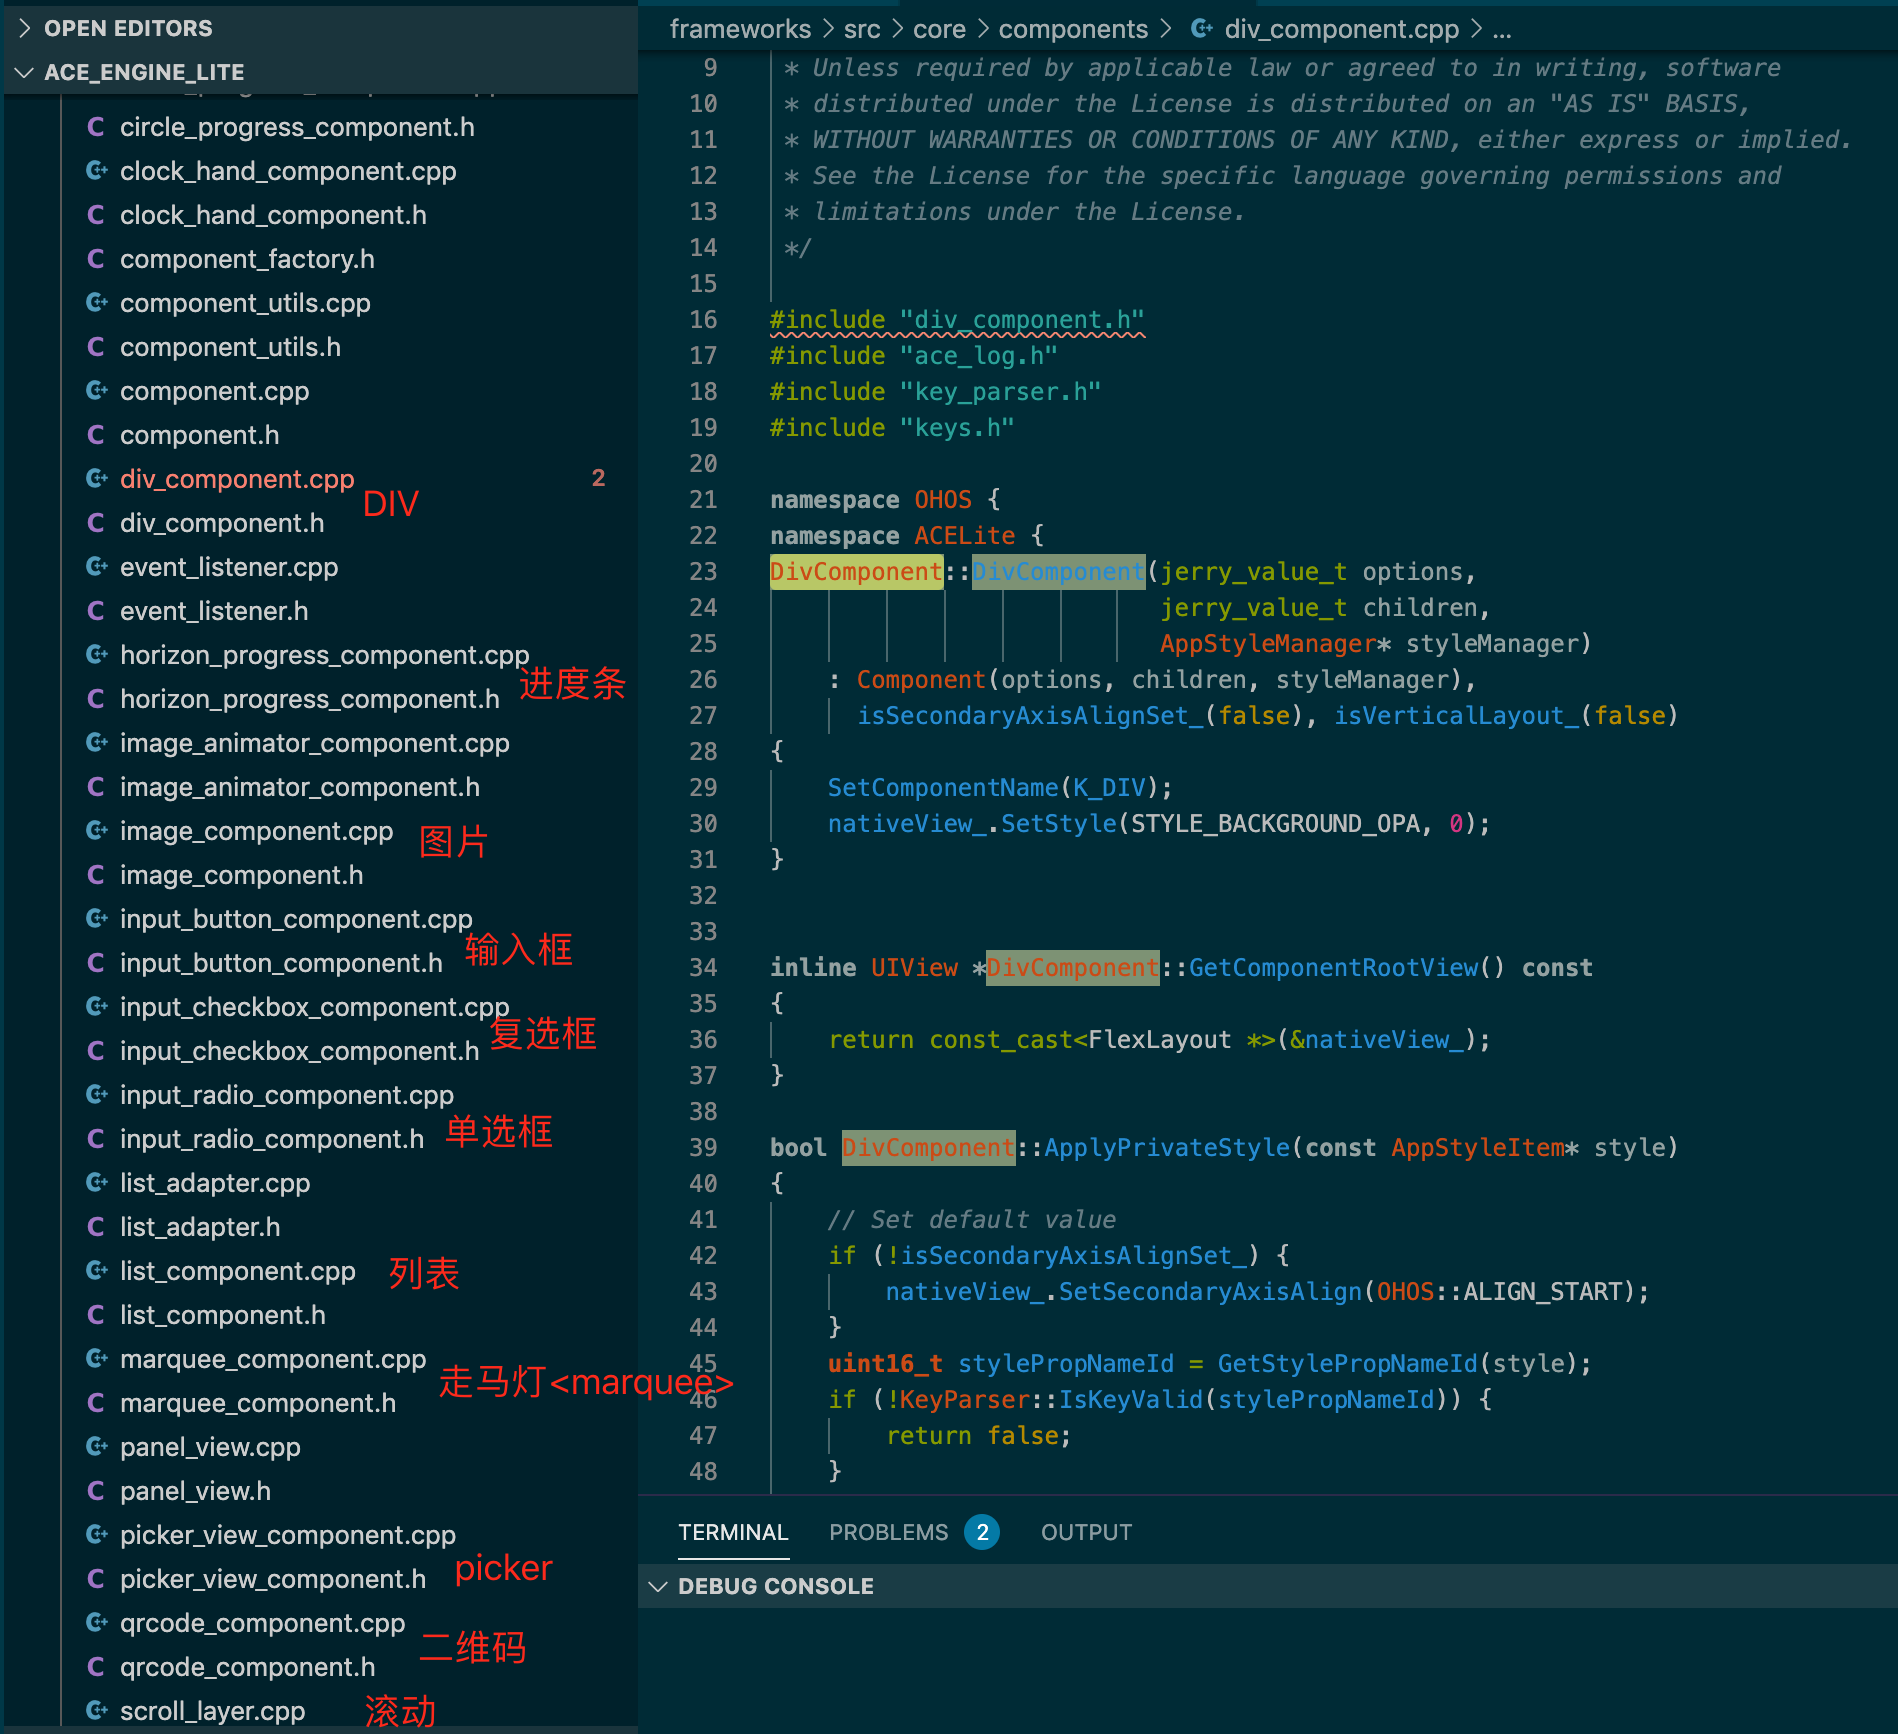 OPEN EDITORS
ACE_ENGINE_LITE
C circle_progress_component.h
C+ clock_hand_component.cpp
C clock_hand_component.h
C component_factory.h
C+ component_utils.cpp
C component_utils.h
C+ component.cpp
C component.h
C+ div_component.cpp 2
DIV
C div_component.h
C+ event_listener.cpp
C event_listener.h
C+ horizon_progress_component.cpp
进度条
C horizon_progress_component.h
C+ image_animator_component.cpp
C image_animator_component.h
C+ image_component.cpp 图片
C image_component.h
C+ input_button_component.cpp
输入框
C input_button_component.h
C+ input_checkbox_component.cpp
复选框
C input_checkbox_component.h
C+ input_radio_component.cpp
C input_radio_component.h 单选框
C+ list_adapter.cpp
C list_adapter.h
C+ list_component.cpp 列表
C list_component.h
C+ marquee_component.cpp
走马灯<marquee>
C marquee_component.h
C+ panel_view.cpp
C panel_view.h
C+ picker_view_component.cpp
picker
C picker_view_component.h
C+ qrcode_component.cpp
二维码
C qrcode_component.h
C+ scroll_layer.cpp 滚动
frameworks > src > core > components > C+ div_component.cpp > ...
9 * Unless required by applicable law or agreed to in writing, software
10 * distributed under the License is distributed on an "AS IS" BASIS,
11 * WITHOUT WARRANTIES OR CONDITIONS OF ANY KIND, either express or implied.
12 * See the License for the specific language governing permissions and
13 * limitations under the License.
14 */
15
16 #include "div_component.h"
17 #include "ace_log.h"
18 #include "key_parser.h"
19 #include "keys.h"
20
21 namespace OHOS {
22 namespace ACELite {
23 DivComponent::DivComponent(jerry_value_t options,
24 jerry_value_t children,
25 AppStyleManager* styleManager)
26 : Component(options, children, styleManager),
27 isSecondaryAxisAlignSet_(false), isVerticalLayout_(false)
28 {
29 SetComponentName(K_DIV);
30 nativeView_.SetStyle(STYLE_BACKGROUND_OPA, 0);
31 }
32
33
34 inline UIView *DivComponent::GetComponentRootView() const
35 {
36 return const_cast<FlexLayout *>(&nativeView_);
37 }
38
39 bool DivComponent::ApplyPrivateStyle(const AppStyleItem* style)
40 {
41 // Set default value
42 if (!isSecondaryAxisAlignSet_) {
43 nativeView_.SetSecondaryAxisAlign(OHOS::ALIGN_START);
44 }
45 uint16_t stylePropNameId = GetStylePropNameId(style);
46 if (!KeyParser::IsKeyValid(stylePropNameId)) {
47 return false;
48 }
TERMINAL PROBLEMS 2 OUTPUT
DEBUG CONSOLE